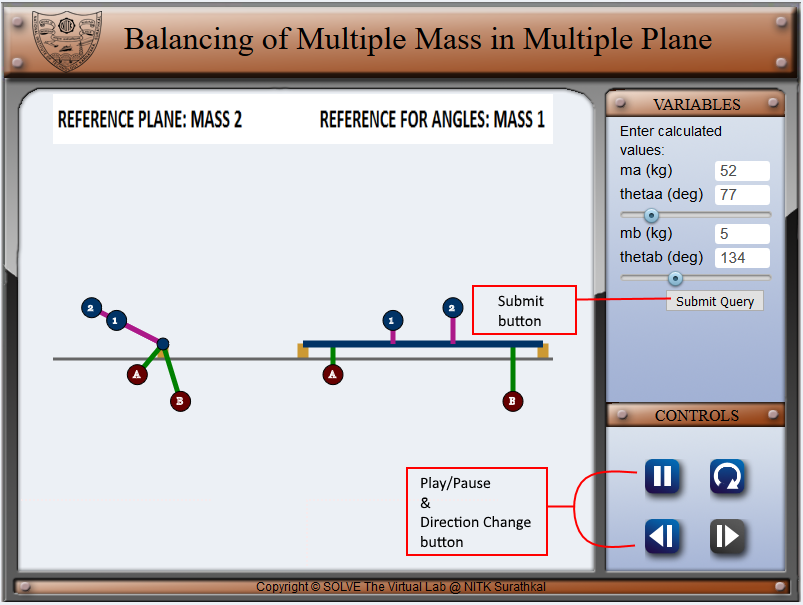 Balancing of Multiple Mass in Multiple Plane
REFERENCE PLANE: MASS 2 REFERENCE FOR ANGLES: MASS 1
VARIABLES
Enter calculated
values:
ma (kg) 52
thetaa (deg) 77
mb (kg) 5
thetab (deg) 134
Submit Query
Submit
button
2
1
A
B
1
2
A
B
CONTROLS
Play/Pause
&
Direction Change
button
Copyright © SOLVE The Virtual Lab @ NITK Surathkal